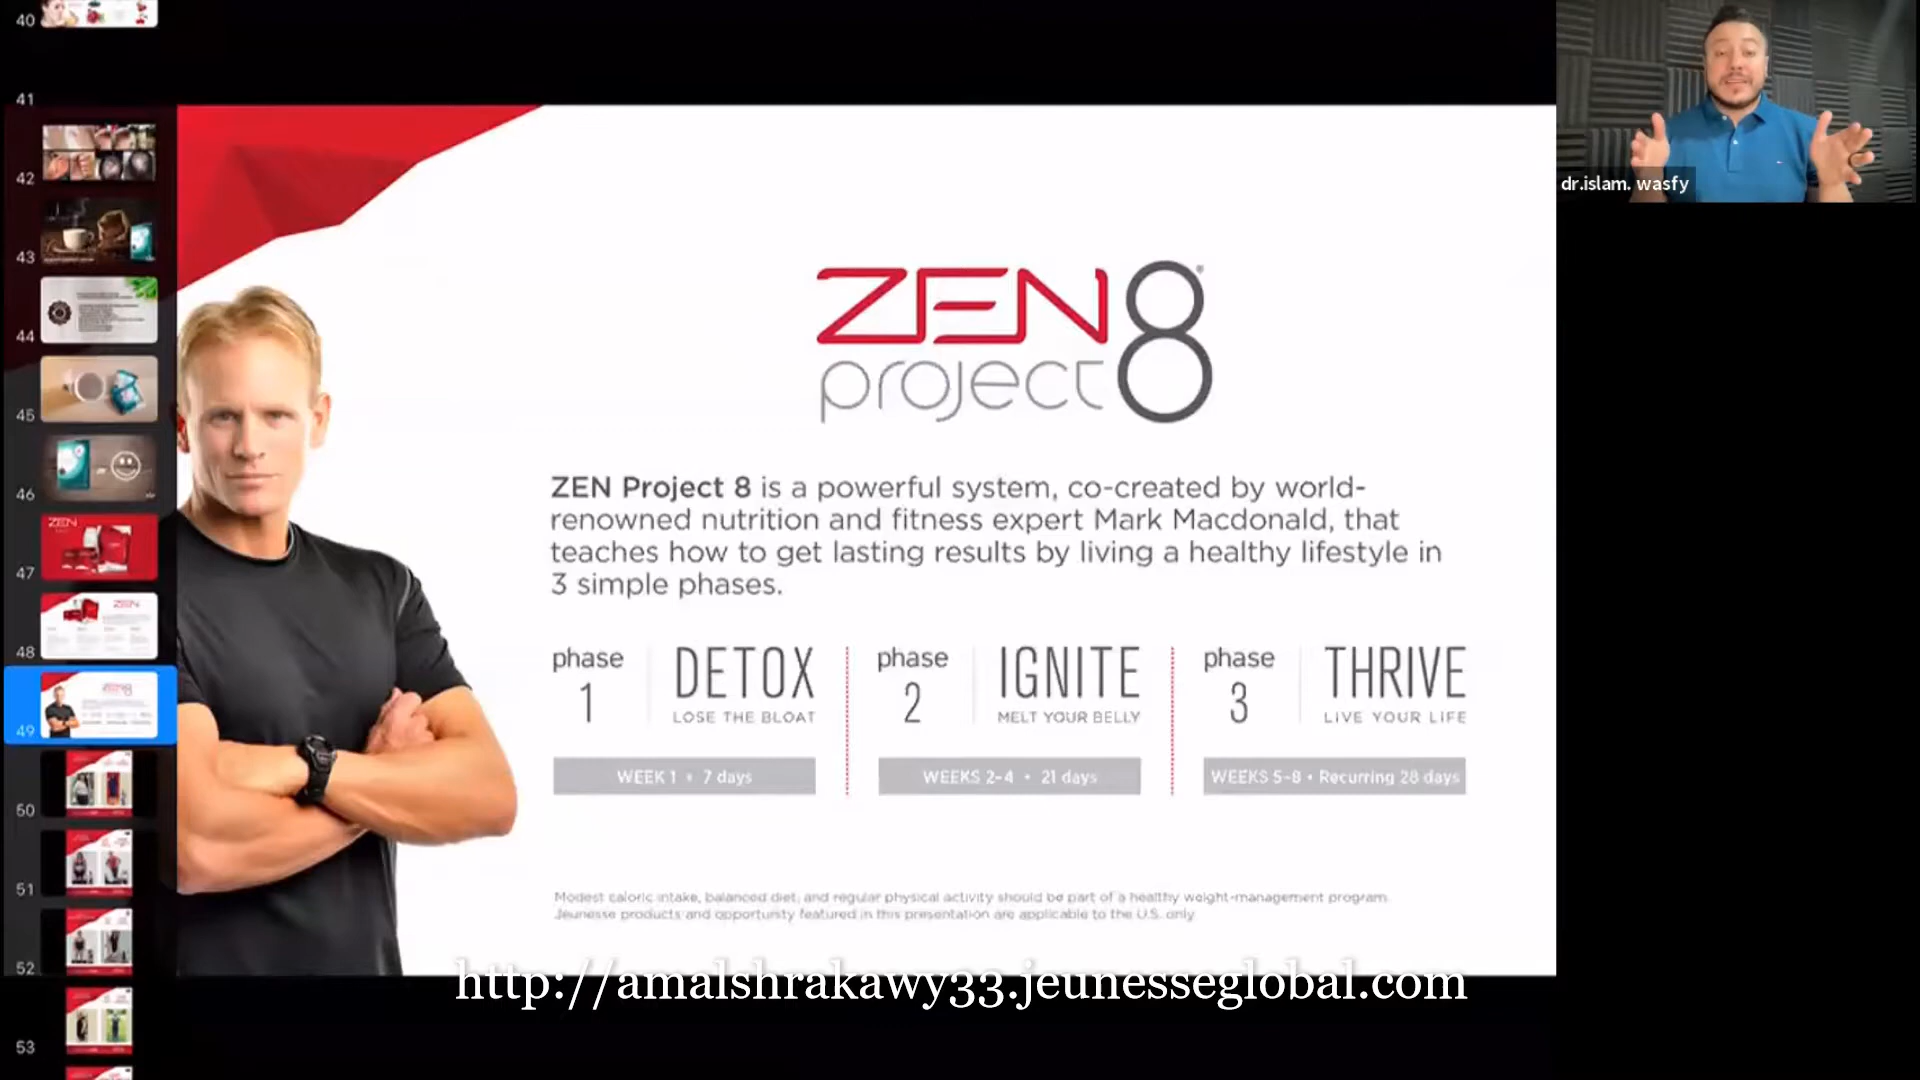 40
41
42
43
44
45
46
47
48
49
50
51
52
53
ZEN
ZEN
dr.islam. wasfy
ZEN
project 8
ZEN Project 8 is a powerful system, co-created by world-
renowned nutrition and fitness expert Mark Macdonald, that
teaches how to get lasting results by living a healthy lifestyle in
3 simple phases.
phase 1 DETOX
LOSE THE BLOAT
WEEK 1 • 7 days
phase 2 IGNITE
MELT YOUR BELLY
WEEKS 2-4 • 21 days
phase 3 THRIVE
LIVE YOUR LIFE
WEEKS 5-8 • Recurring 28 days
Modest caloric intake, balanced diet, and regular physical activity should be part of a healthy weight-management program.
Jeunesse products and opportunity featured in this presentation are applicable to the U.S. only.
http://amalshrakawy33.jeunesseglobal.com